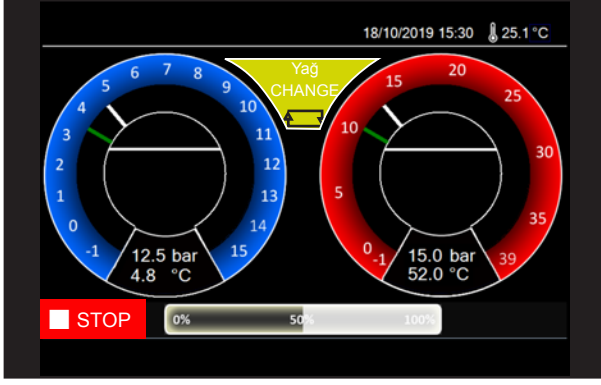 18/10/2019 15:30 25.1 °C
Yağ
CHANGE
-1 0 1 2 3 4 5 6 7 8 9 10 11 12 13 14 15
12.5 bar
4.8 °C
-1 0 5 10 15 20 25 30 35 39
15.0 bar
52.0 °C
STOP
0% 50% 100%